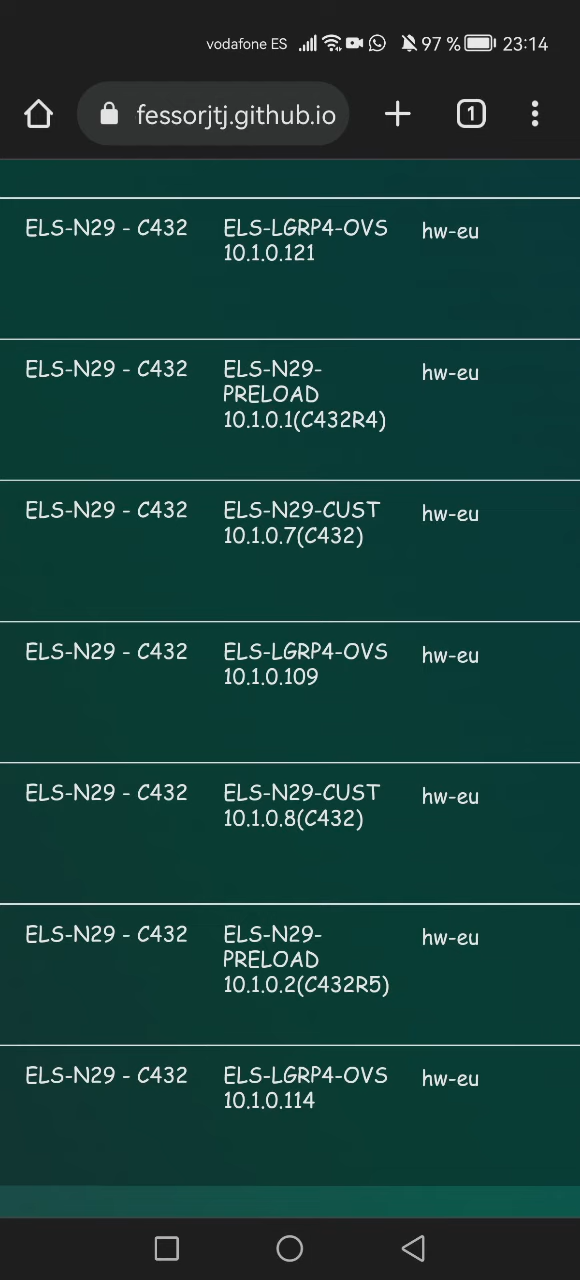 vodafone ES 97 % 23:14
fessorjtj.github.io 1
ELS-N29 - C432 ELS-LGRP4-OVS hw-eu
10.1.0.121
ELS-N29 - C432 ELS-N29- hw-eu
PRELOAD
10.1.0.1(C432R4)
ELS-N29 - C432 ELS-N29-CUST hw-eu
10.1.0.7(C432)
ELS-N29 - C432 ELS-LGRP4-OVS hw-eu
10.1.0.109
ELS-N29 - C432 ELS-N29-CUST hw-eu
10.1.0.8(C432)
ELS-N29 - C432 ELS-N29- hw-eu
PRELOAD
10.1.0.2(C432R5)
ELS-N29 - C432 ELS-LGRP4-OVS hw-eu
10.1.0.114